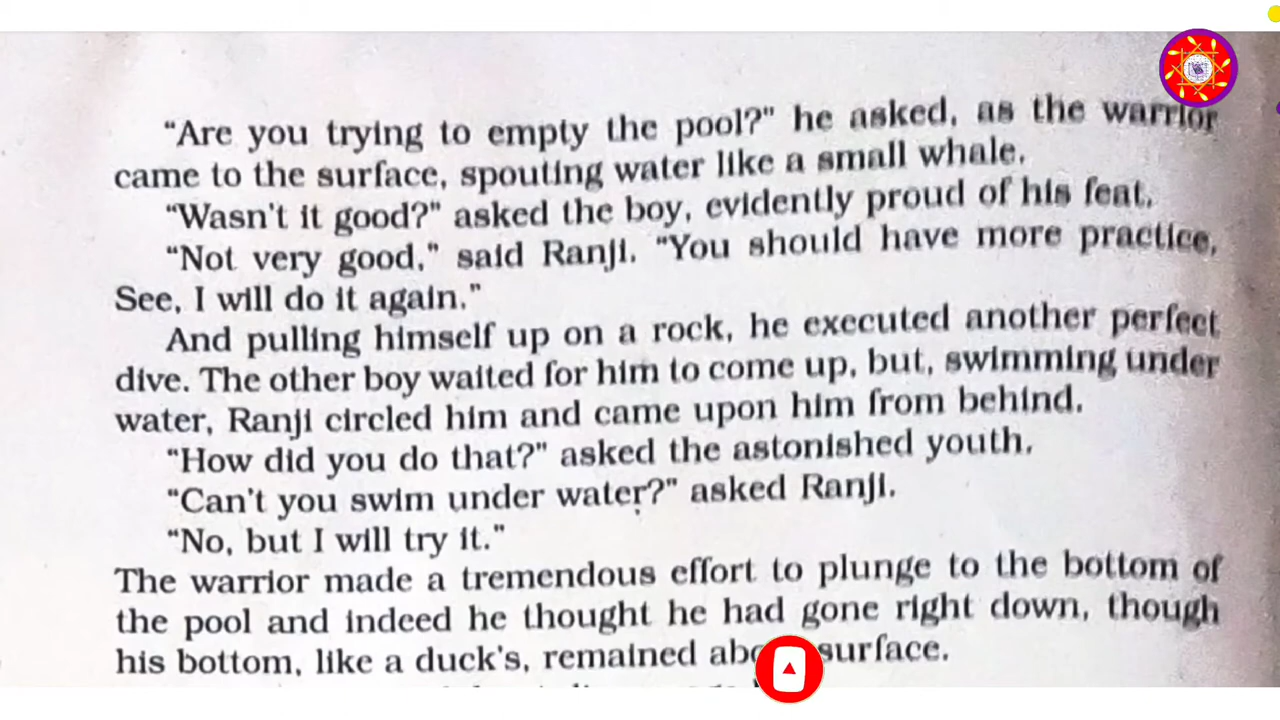 "Are you trying to empty the pool?" he asked, as the warrior
came to the surface, spouting water like a small whale.
"Wasn't it good?" asked the boy, evidently proud of his feat.
"Not very good," said Ranji. "You should have more practice.
See, I will do it again."
And pulling himself up on a rock, he executed another perfect
dive. The other boy waited for him to come up, but, swimming under
water, Ranji circled him and came upon him from behind.
"How did you do that?" asked the astonished youth.
"Can't you swim under water?" asked Ranji.
"No, but I will try it."
The warrior made a tremendous effort to plunge to the bottom of
the pool and indeed he thought he had gone right down, though
his bottom, like a duck's, remained surface.